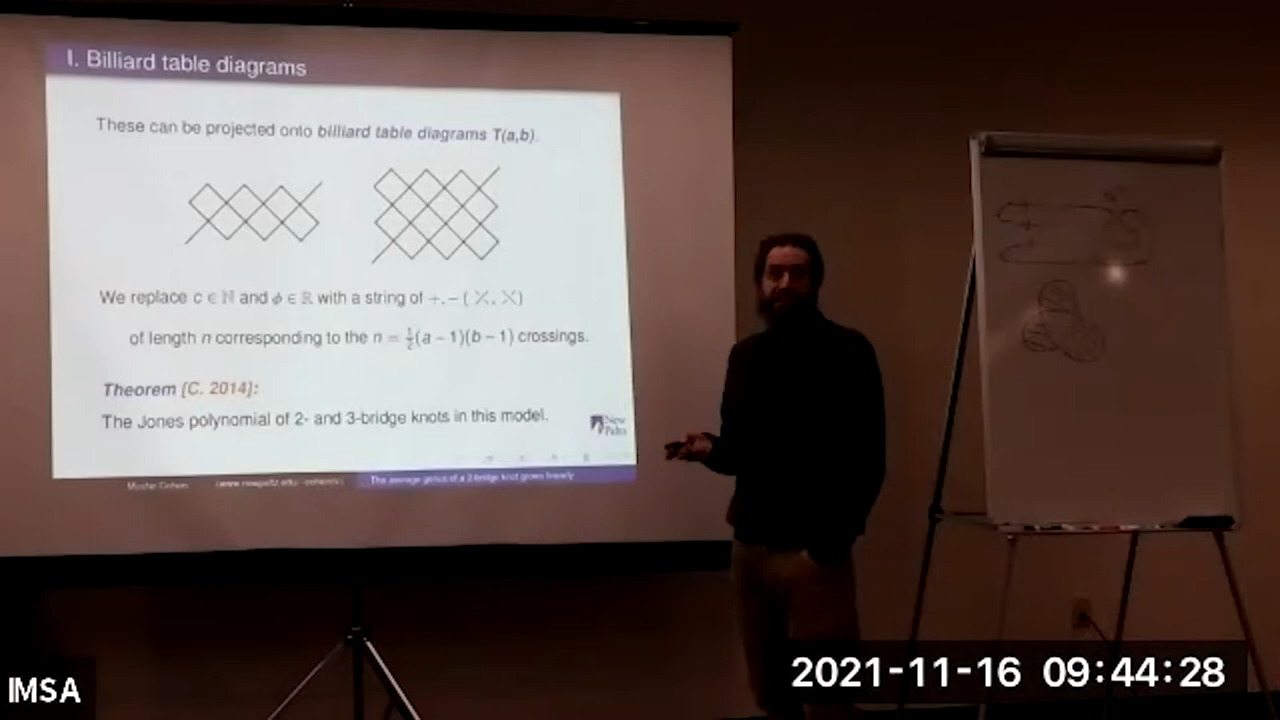 I. Billiard table diagrams
These can be projected onto billiard table diagrams T(a,b).
We replace c ∈ ℕ and ϕ ∈ ℝ with a string of +,−(
of length n corresponding to the n = ½(a − 1)(b − 1) crossings.
Theorem [C. 2014]:
The Jones polynomial of 2- and 3-bridge knots in this model.
New
Paltz
Moshe Cohen
The average genus of a 2-bridge knot grows linearly
IMSA
2021-11-16 09:44:28